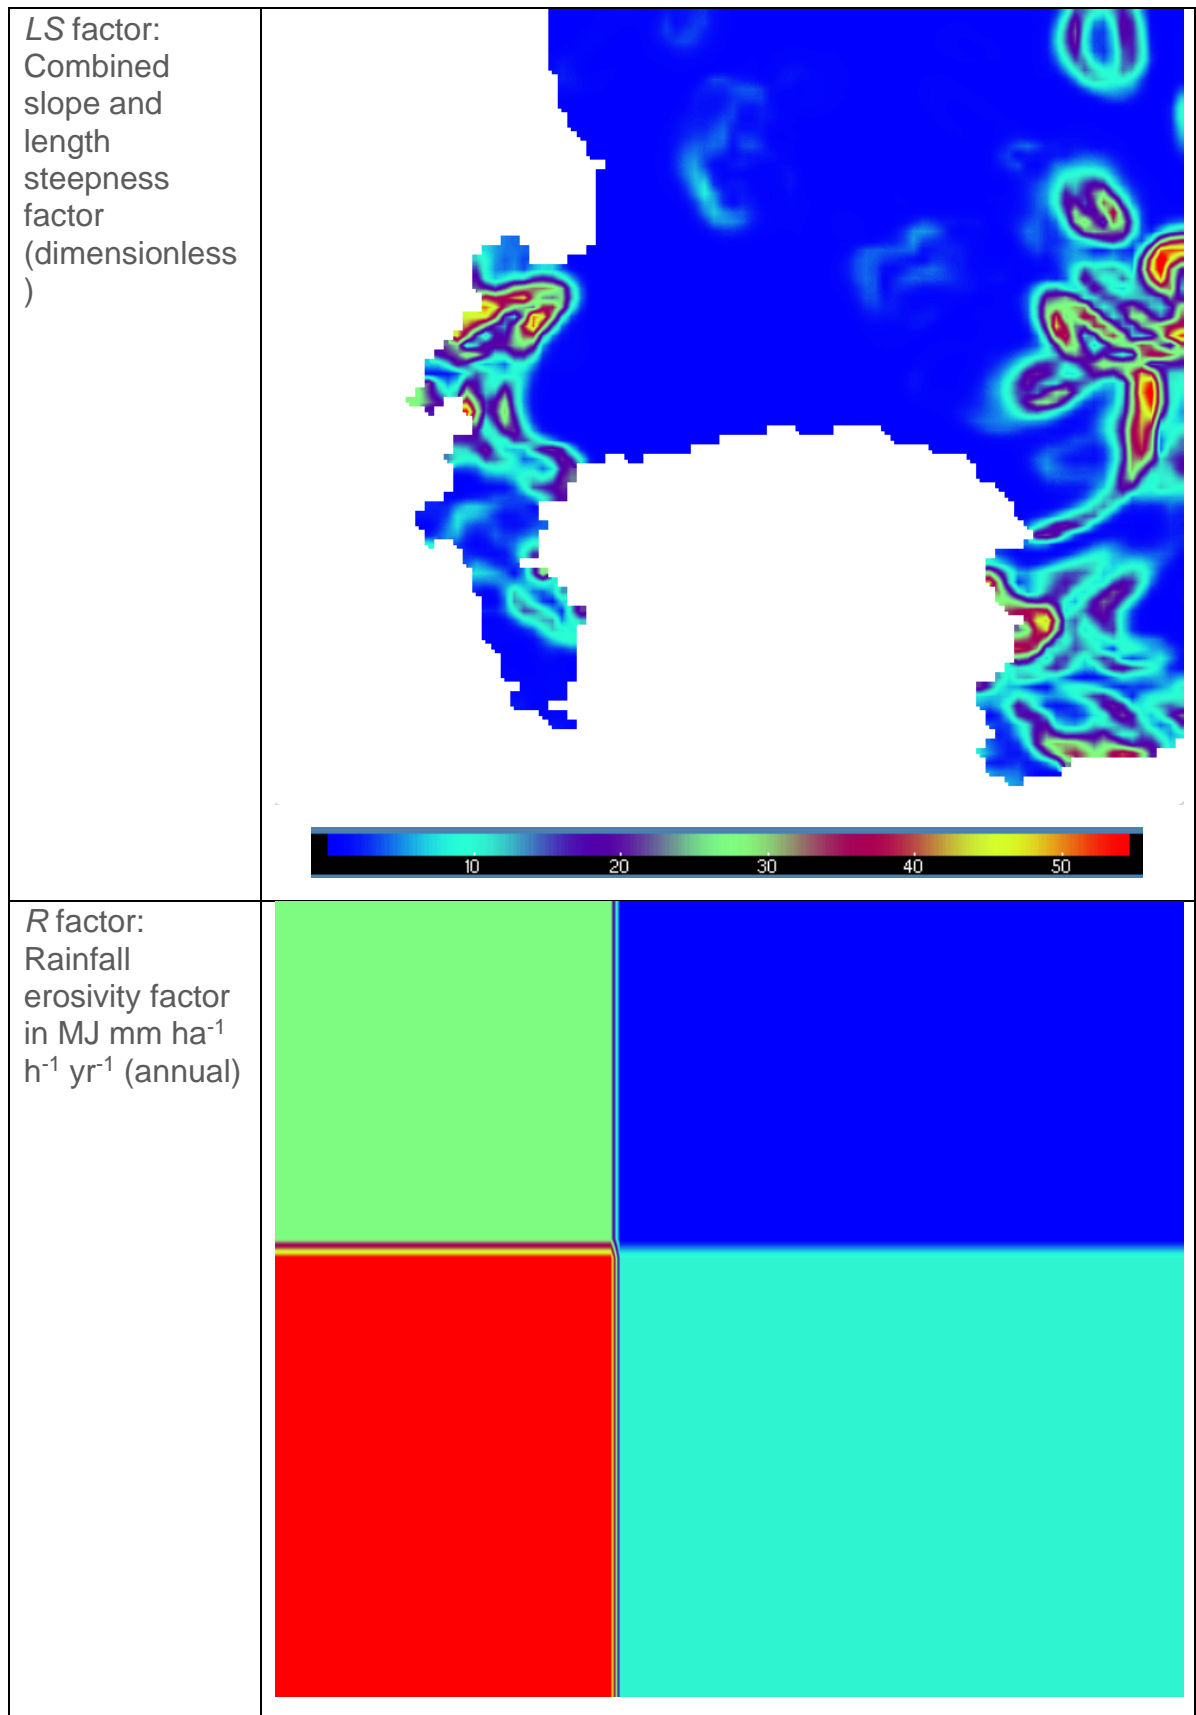 LS factor:
Combined
slope and
length
steepness
factor
(dimensionless
)
10 20 30 40 50
R factor:
Rainfall
erosivity factor
in MJ mm ha⁻¹
h⁻¹ yr⁻¹ (annual)